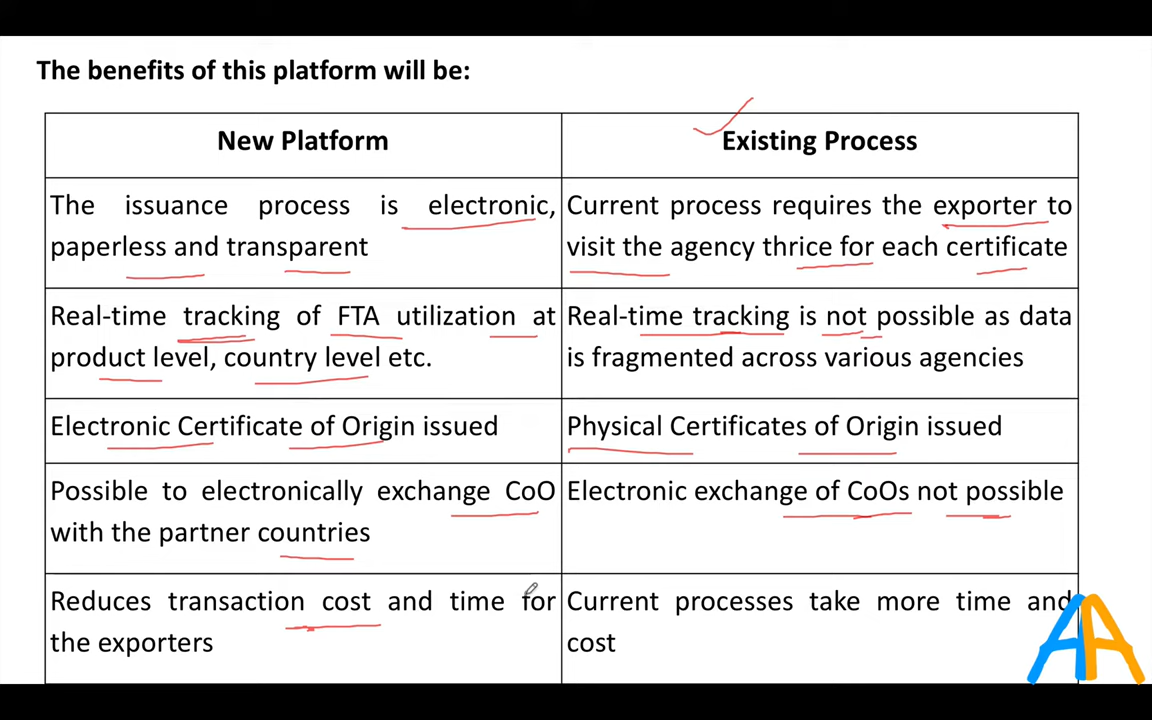 The benefits of this platform will be:
New Platform
Existing Process
The issuance process is electronic,
paperless and transparent
Current process requires the exporter to
visit the agency thrice for each certificate
Real-time tracking of FTA utilization at
product level, country level etc.
Real-time tracking is not possible as data
is fragmented across various agencies
Electronic Certificate of Origin issued
Physical Certificates of Origin issued
Possible to electronically exchange CoO
with the partner countries
Electronic exchange of CoOs not possible
Reduces transaction cost and time for
the exporters
Current processes take more time and
cost
AA